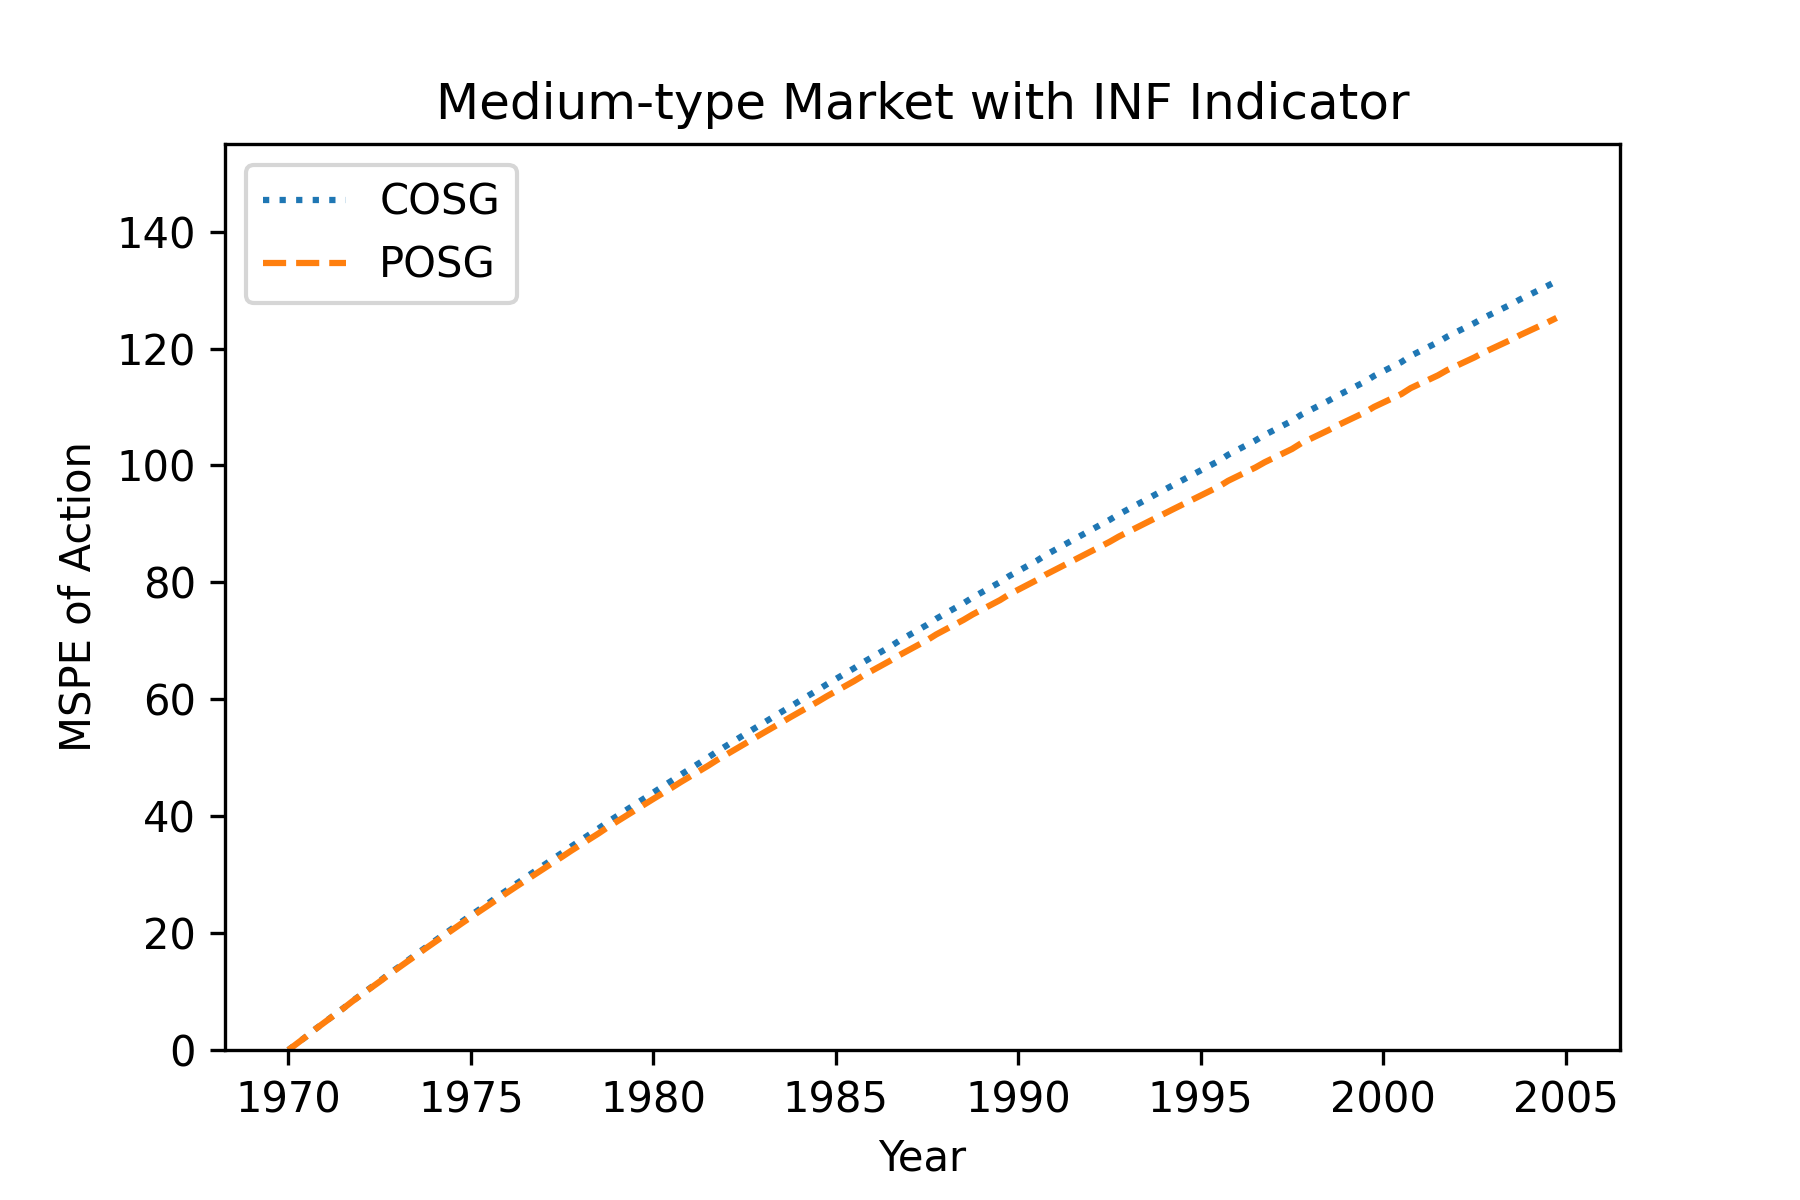 Medium-type Market with INF Indicator
COSG
POSG
MSPE of Action
140
120
100
80
60
40
20
0
1970 1975 1980 1985 1990 1995 2000 2005
Year